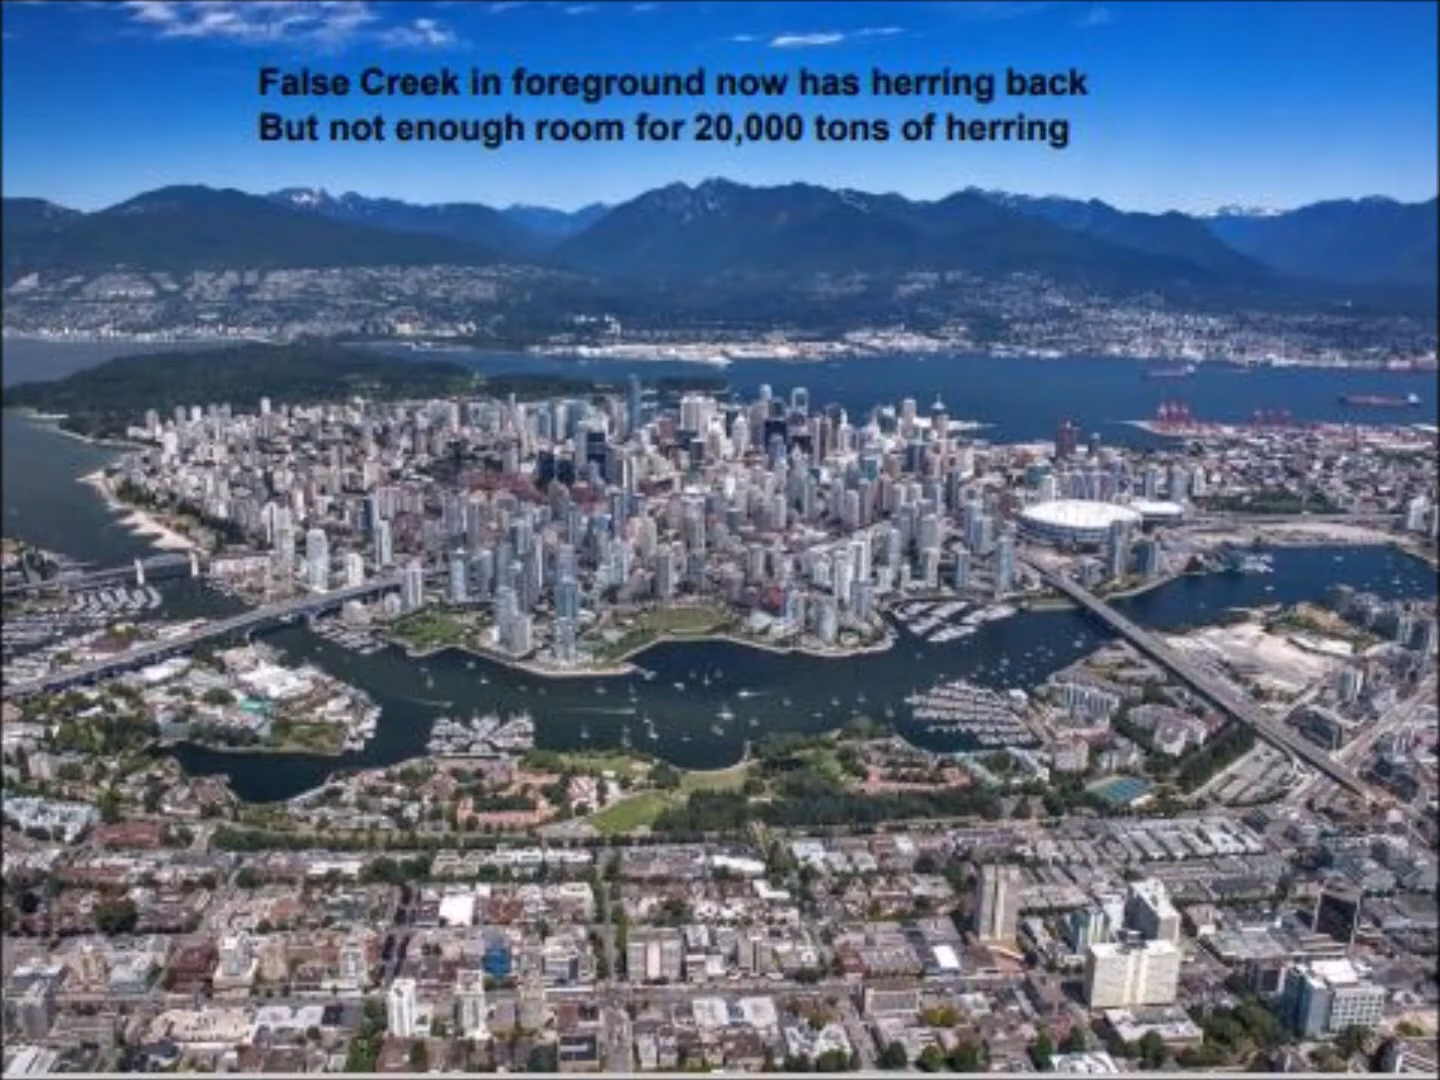 False Creek in foreground now has herring back
But not enough room for 20,000 tons of herring